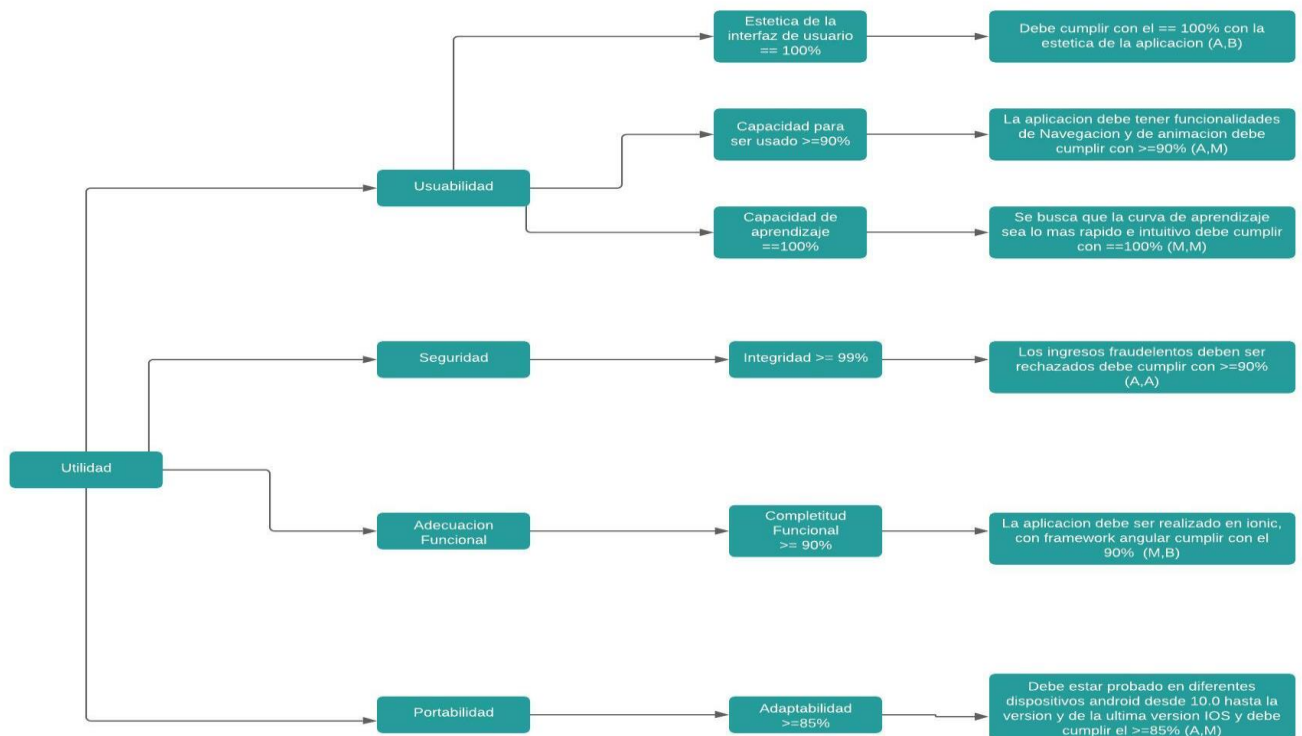 Estetica de la
interfaz de usuario
== 100%
Debe cumplir con el == 100% con la
estetica de la aplicacion (A,B)
Capacidad para
ser usado >=90%
La aplicacion debe tener funcionalidades
de Navegacion y de animacion debe
cumplir con >=90% (A,M)
Usuabilidad
Capacidad de
aprendizaje
==100%
Se busca que la curva de aprendizaje
sea lo mas rapido e intuitivo debe cumplir
con ==100% (M,M)
Seguridad
Integridad >= 99%
Los ingresos fraudelentos deben ser
rechazados debe cumplir con >=90%
(A,A)
Utilidad
Adecuacion
Funcional
Completitud
Funcional
>= 90%
La aplicacion debe ser realizado en ionic,
con framework angular cumplir con el
90% (M,B)
Portabilidad
Adaptabilidad
>=85%
Debe estar probado en diferentes
dispositivos android desde 10.0 hasta la
version y de la ultima version IOS y debe
cumplir el >=85% (A,M)